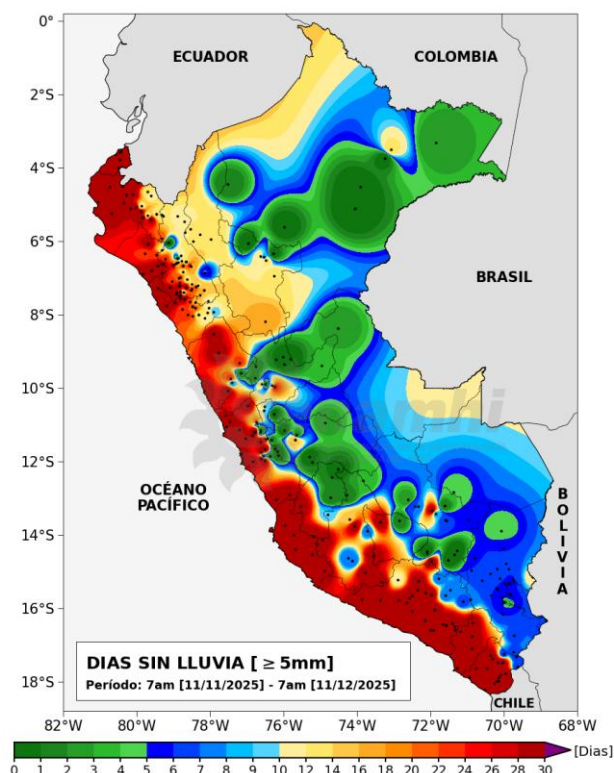 0°
ECUADOR
COLOMBIA
2°S
4°S
6°S
BRASIL
8°S
10°S
senamhi
12°S
OCÉANO
PACÍFICO
14°S
BOLIVIA
16°S
DIAS SIN LLUVIA [ ≥ 5mm]
Período: 7am [11/11/2025] - 7am [11/12/2025]
18°S
CHILE
82°W 80°W 78°W 76°W 74°W 72°W 70°W 68°W
[Dias]
0 1 2 3 4 5 6 7 8 9 10 12 14 16 18 20 22 24 26 28 30